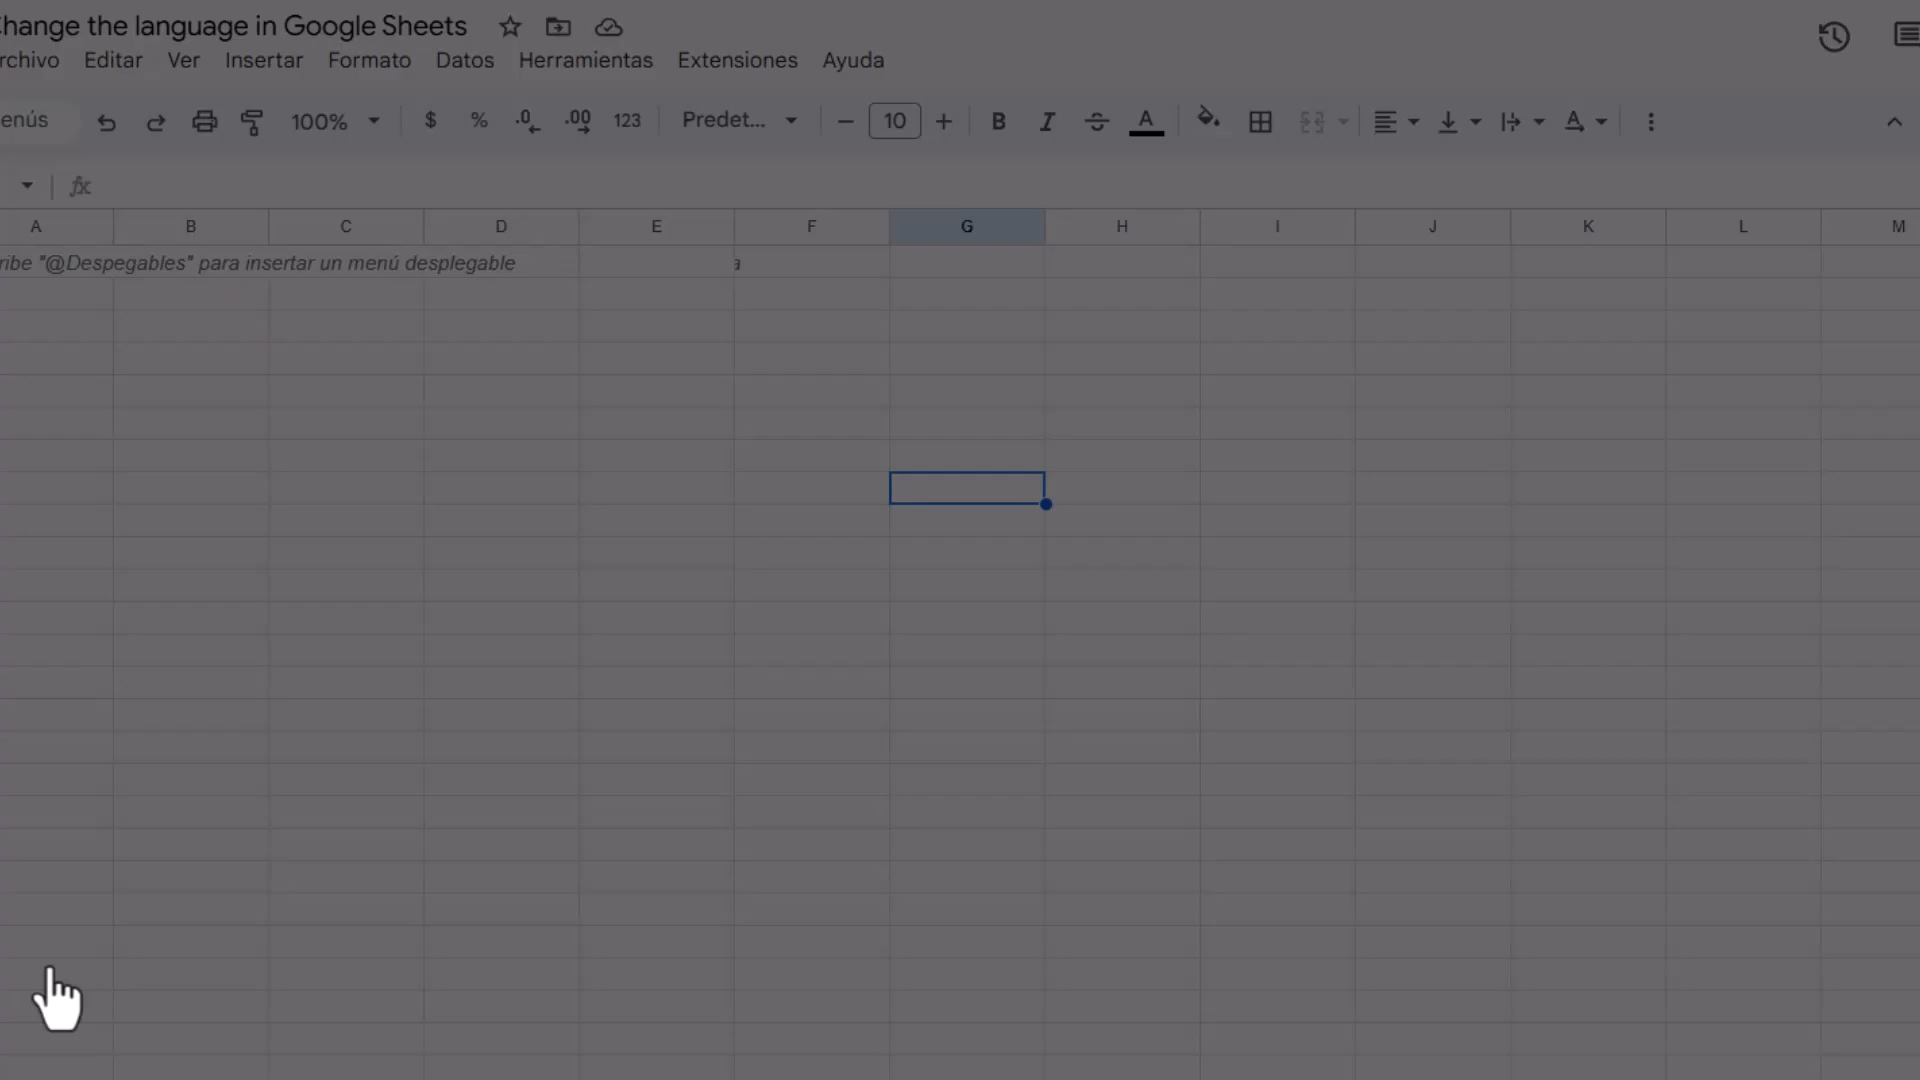 hange the language in Google Sheets
rchivo Editar Ver Insertar Formato Datos Herramientas Extensiones Ayuda
enús 100% $ % .0 .00 123 Predet... − 10 + B I S A A
fx
A B C D E F G H I J K L M
ribe "@Despegables" para insertar un menú desplegable a